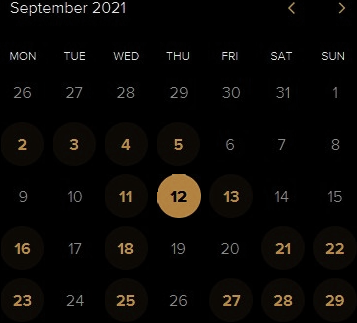 September 2021
MON TUE WED THU FRI SAT SUN
26 27 28 29 30 31 1
2 3 4 5 6 7 8
9 10 11 12 13 14 15
16 17 18 19 20 21 22
23 24 25 26 27 28 29